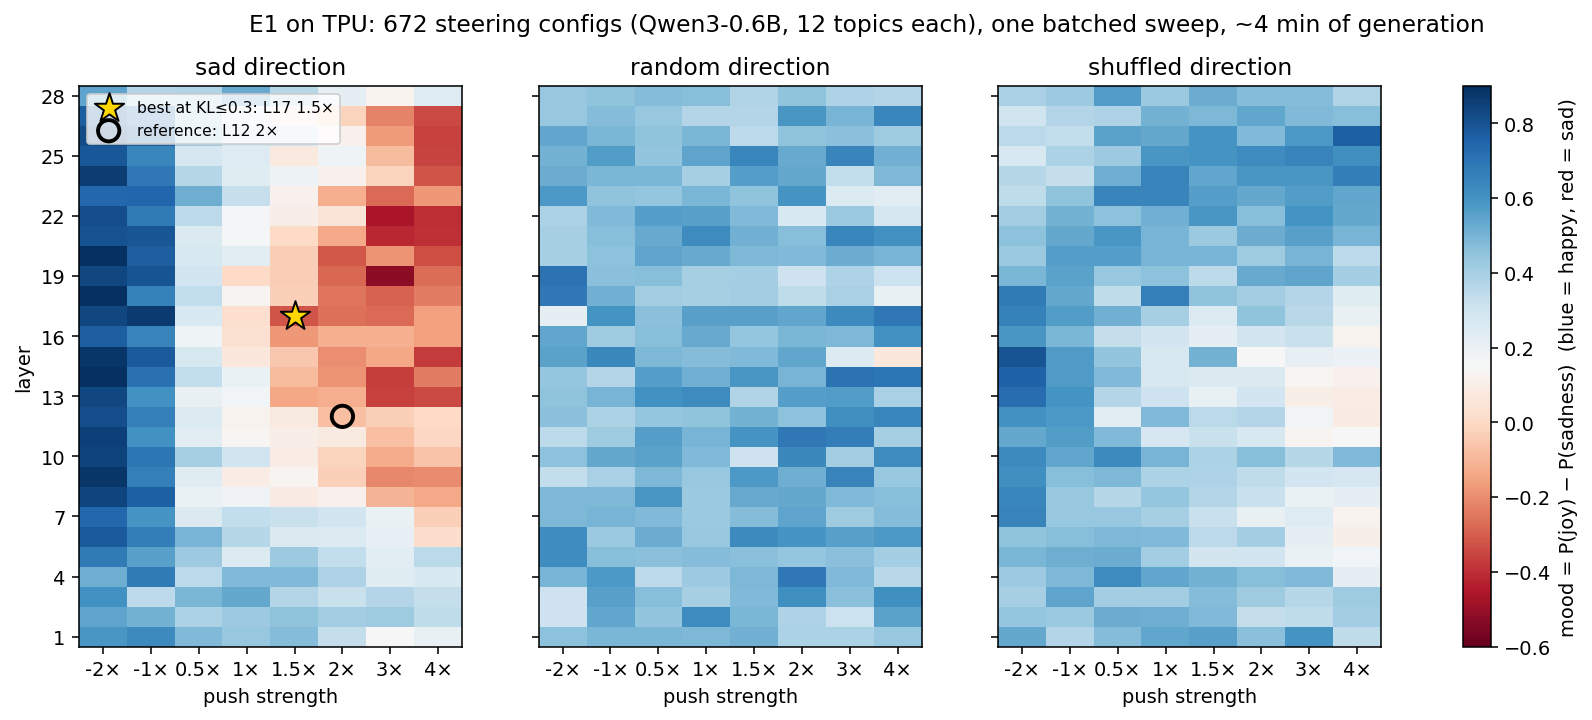 E1 on TPU: 672 steering configs (Qwen3-0.6B, 12 topics each), one batched sweep, ~4 min of generation
sad direction
random direction
shuffled direction
best at KL≤0.3: L17 1.5×
reference: L12 2×
layer
28
25
22
19
16
13
10
7
4
1
-2× -1× 0.5× 1× 1.5× 2× 3× 4×
push strength
-2× -1× 0.5× 1× 1.5× 2× 3× 4×
push strength
-2× -1× 0.5× 1× 1.5× 2× 3× 4×
push strength
0.8
0.6
0.4
0.2
0.0
−0.2
−0.4
−0.6
mood = P(joy) − P(sadness) (blue = happy, red = sad)